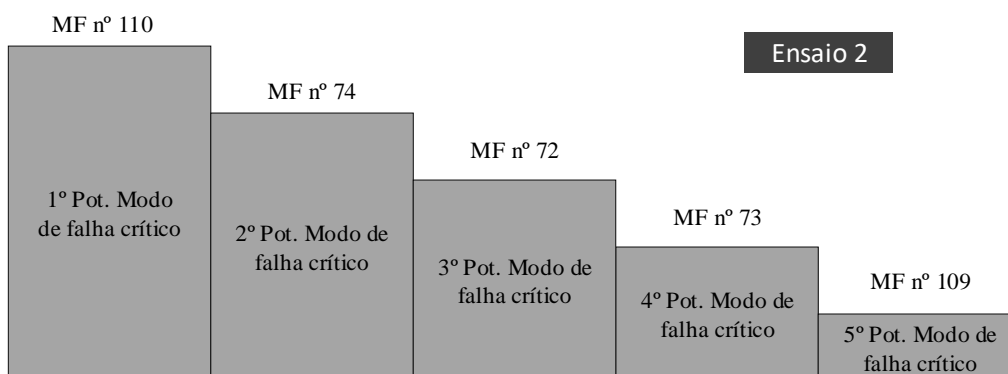 MF nº 110
Ensaio 2
MF nº 74
MF nº 72
1º Pot. Modo
de falha crítico
2º Pot. Modo de
falha crítico
MF nº 73
3º Pot. Modo de
falha crítico
MF nº 109
4º Pot. Modo de
falha crítico
5º Pot. Modo de
falha crítico